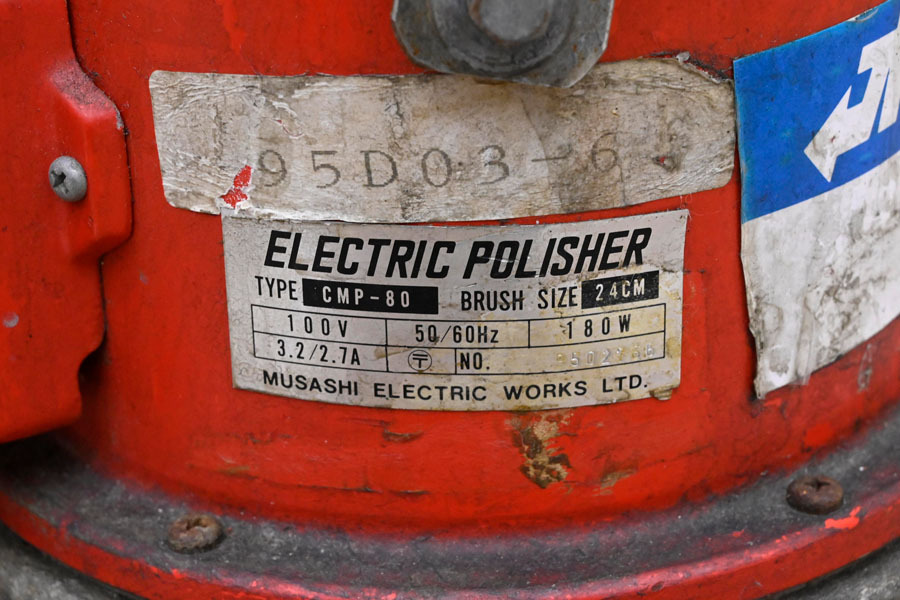 95D03-6
ELECTRIC POLISHER
TYPE CMP-80 BRUSH SIZE 24CM
100V 50/60Hz 180W
3.2/2.7A 〒 NO.
MUSASHI ELECTRIC WORKS LTD.